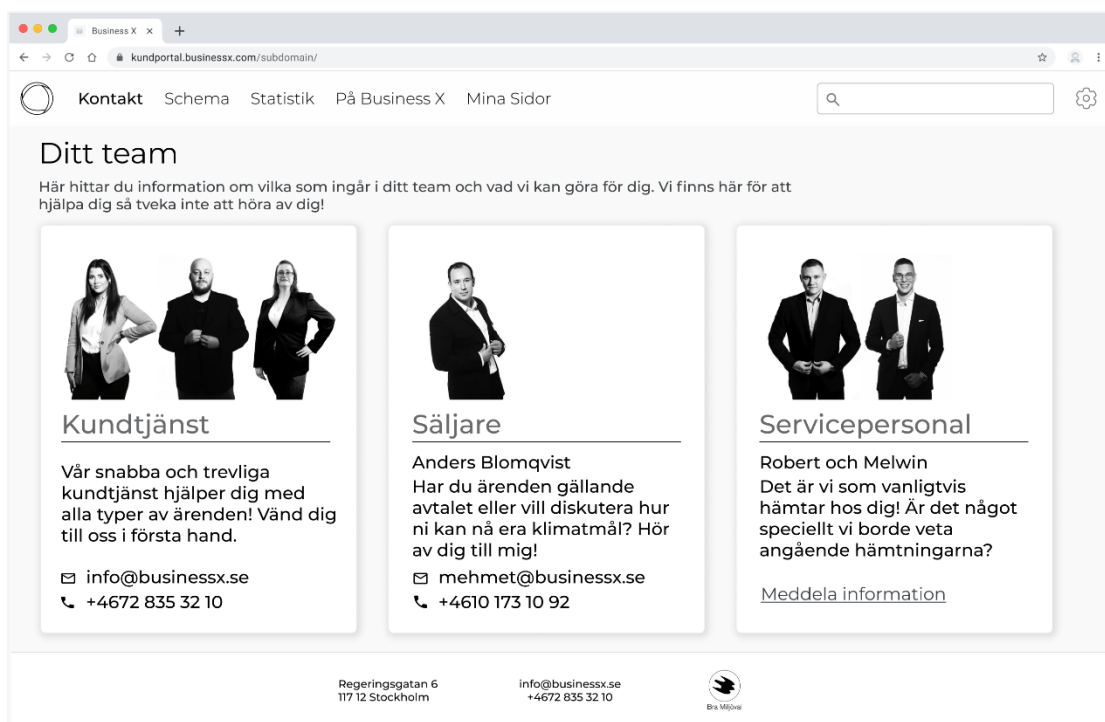 Business X
kundportal.businessx.com/subdomain/
Kontakt Schema Statistik På Business X Mina Sidor
Ditt team
Här hittar du information om vilka som ingår i ditt team och vad vi kan göra för dig. Vi finns här för att
hjälpa dig så tveka inte att höra av dig!
Kundtjänst
Vår snabba och trevliga
kundtjänst hjälper dig med
alla typer av ärenden! Vänd dig
till oss i första hand.
info@businessx.se
+4672 835 32 10
Säljare
Anders Blomqvist
Har du ärenden gällande
avtalet eller vill diskutera hur
ni kan nå era klimatmål? Hör
av dig till mig!
mehmet@businessx.se
+4610 173 10 92
Servicepersonal
Robert och Melwin
Det är vi som vanligtvis
hämtar hos dig! Är det något
speciellt vi borde veta
angående hämtningarna?
Meddela information
Regeringsgatan 6
117 12 Stockholm
info@businessx.se
+4672 835 32 10
Bra Miljöval